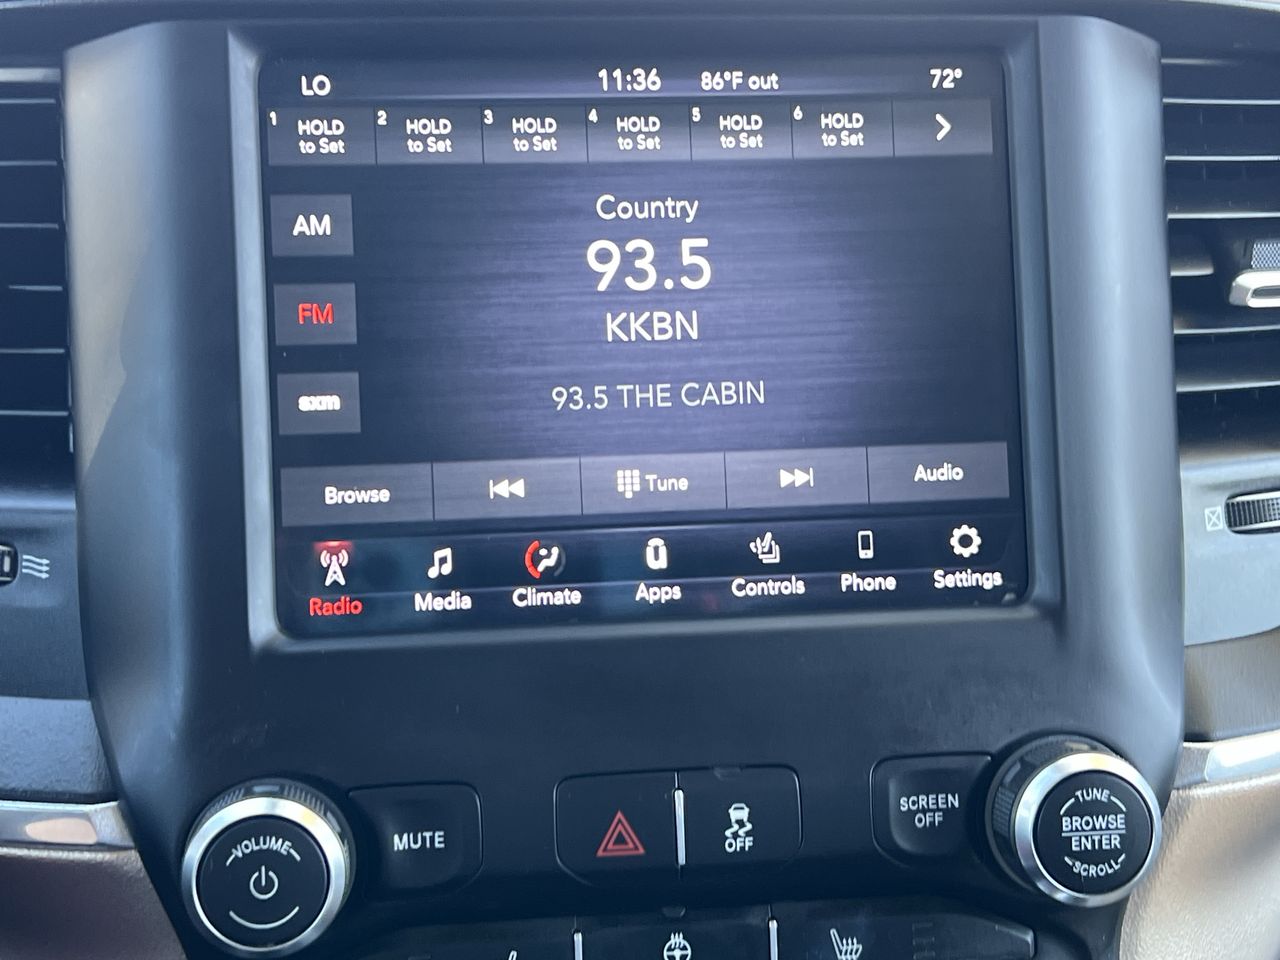 LO 11:36 86°F out 72°
1 HOLD to Set 2 HOLD to Set 3 HOLD to Set 4 HOLD to Set 5 HOLD to Set 6 HOLD to Set
AM
FM
sxm
Country
93.5
KKBN
93.5 THE CABIN
Browse Tune Audio
Radio Media Climate Apps Controls Phone Settings
VOLUME
MUTE
OFF
SCREEN
OFF
TUNE
BROWSE
ENTER
SCROLL